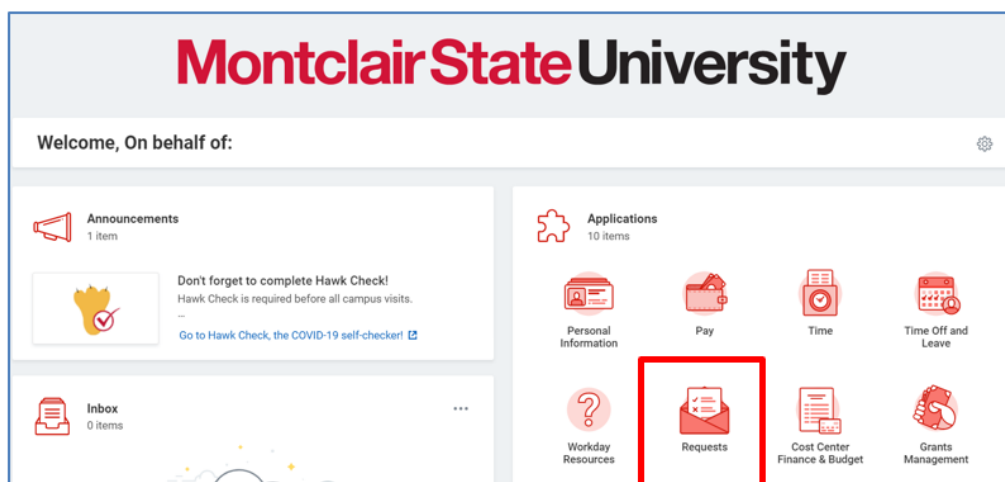 Montclair State University
Welcome, On behalf of:
Announcements
1 item
Don't forget to complete Hawk Check!
Hawk Check is required before all campus visits.
...
Go to Hawk Check, the COVID-19 self-checker!
Inbox
0 items
Applications
10 items
Personal
Information
Pay
Time
Time Off and
Leave
Workday
Resources
Requests
Cost Center
Finance & Budget
Grants
Management